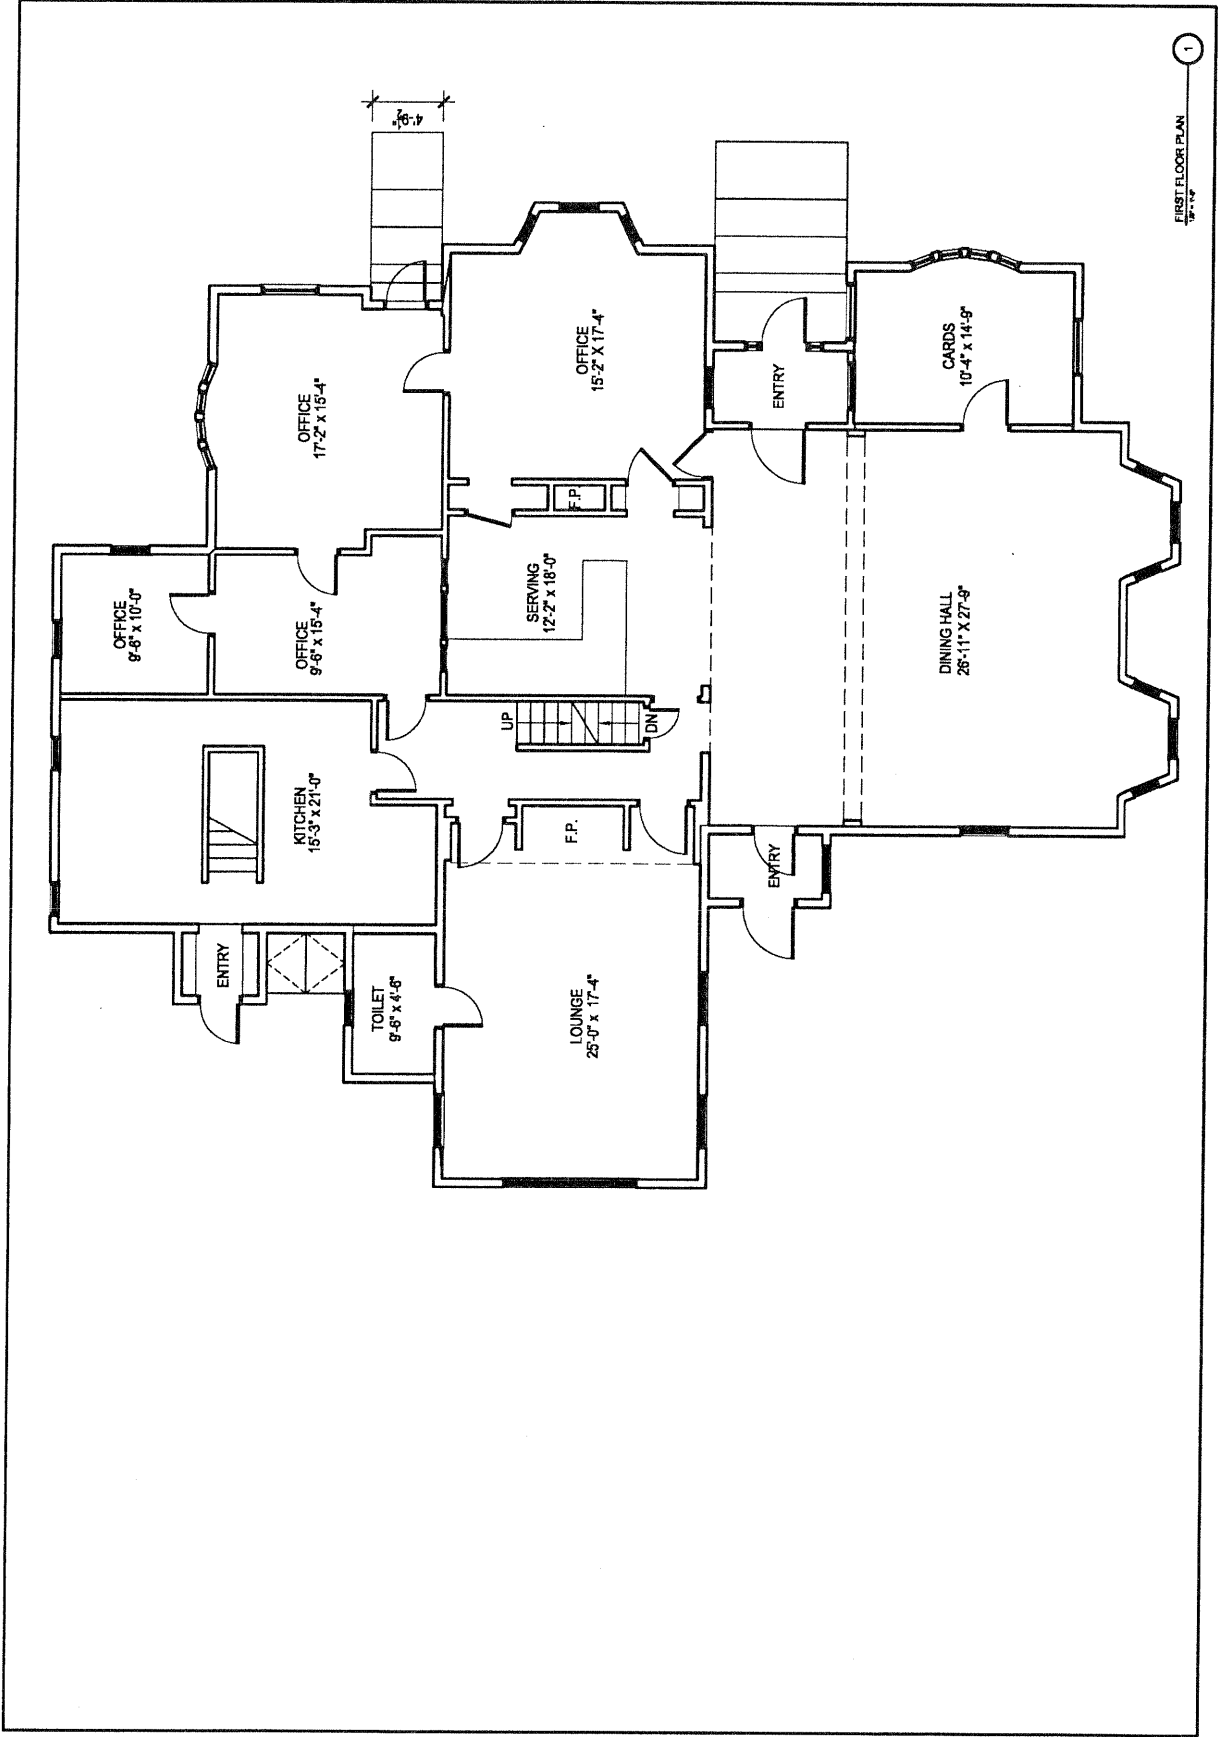 OFFICE
9'-6" x 10'-0"
KITCHEN
15'-3" x 21'-0"
ENTRY
OFFICE
17'-2" X 15'-4"
OFFICE
9'-6" x 15'-4"
TOILET
9'-6" x 4'-6"
4'-9½"
OFFICE
15'-2" X 17'-4"
F.P.
SERVING
12'-2" x 18'-0"
UP
DN
F.P.
LOUNGE
25'-0" x 17'-4"
ENTRY
ENTRY
CARDS
10'-4" x 14'-9"
DINING HALL
26'-11" X 27'-9"
FIRST FLOOR PLAN
1